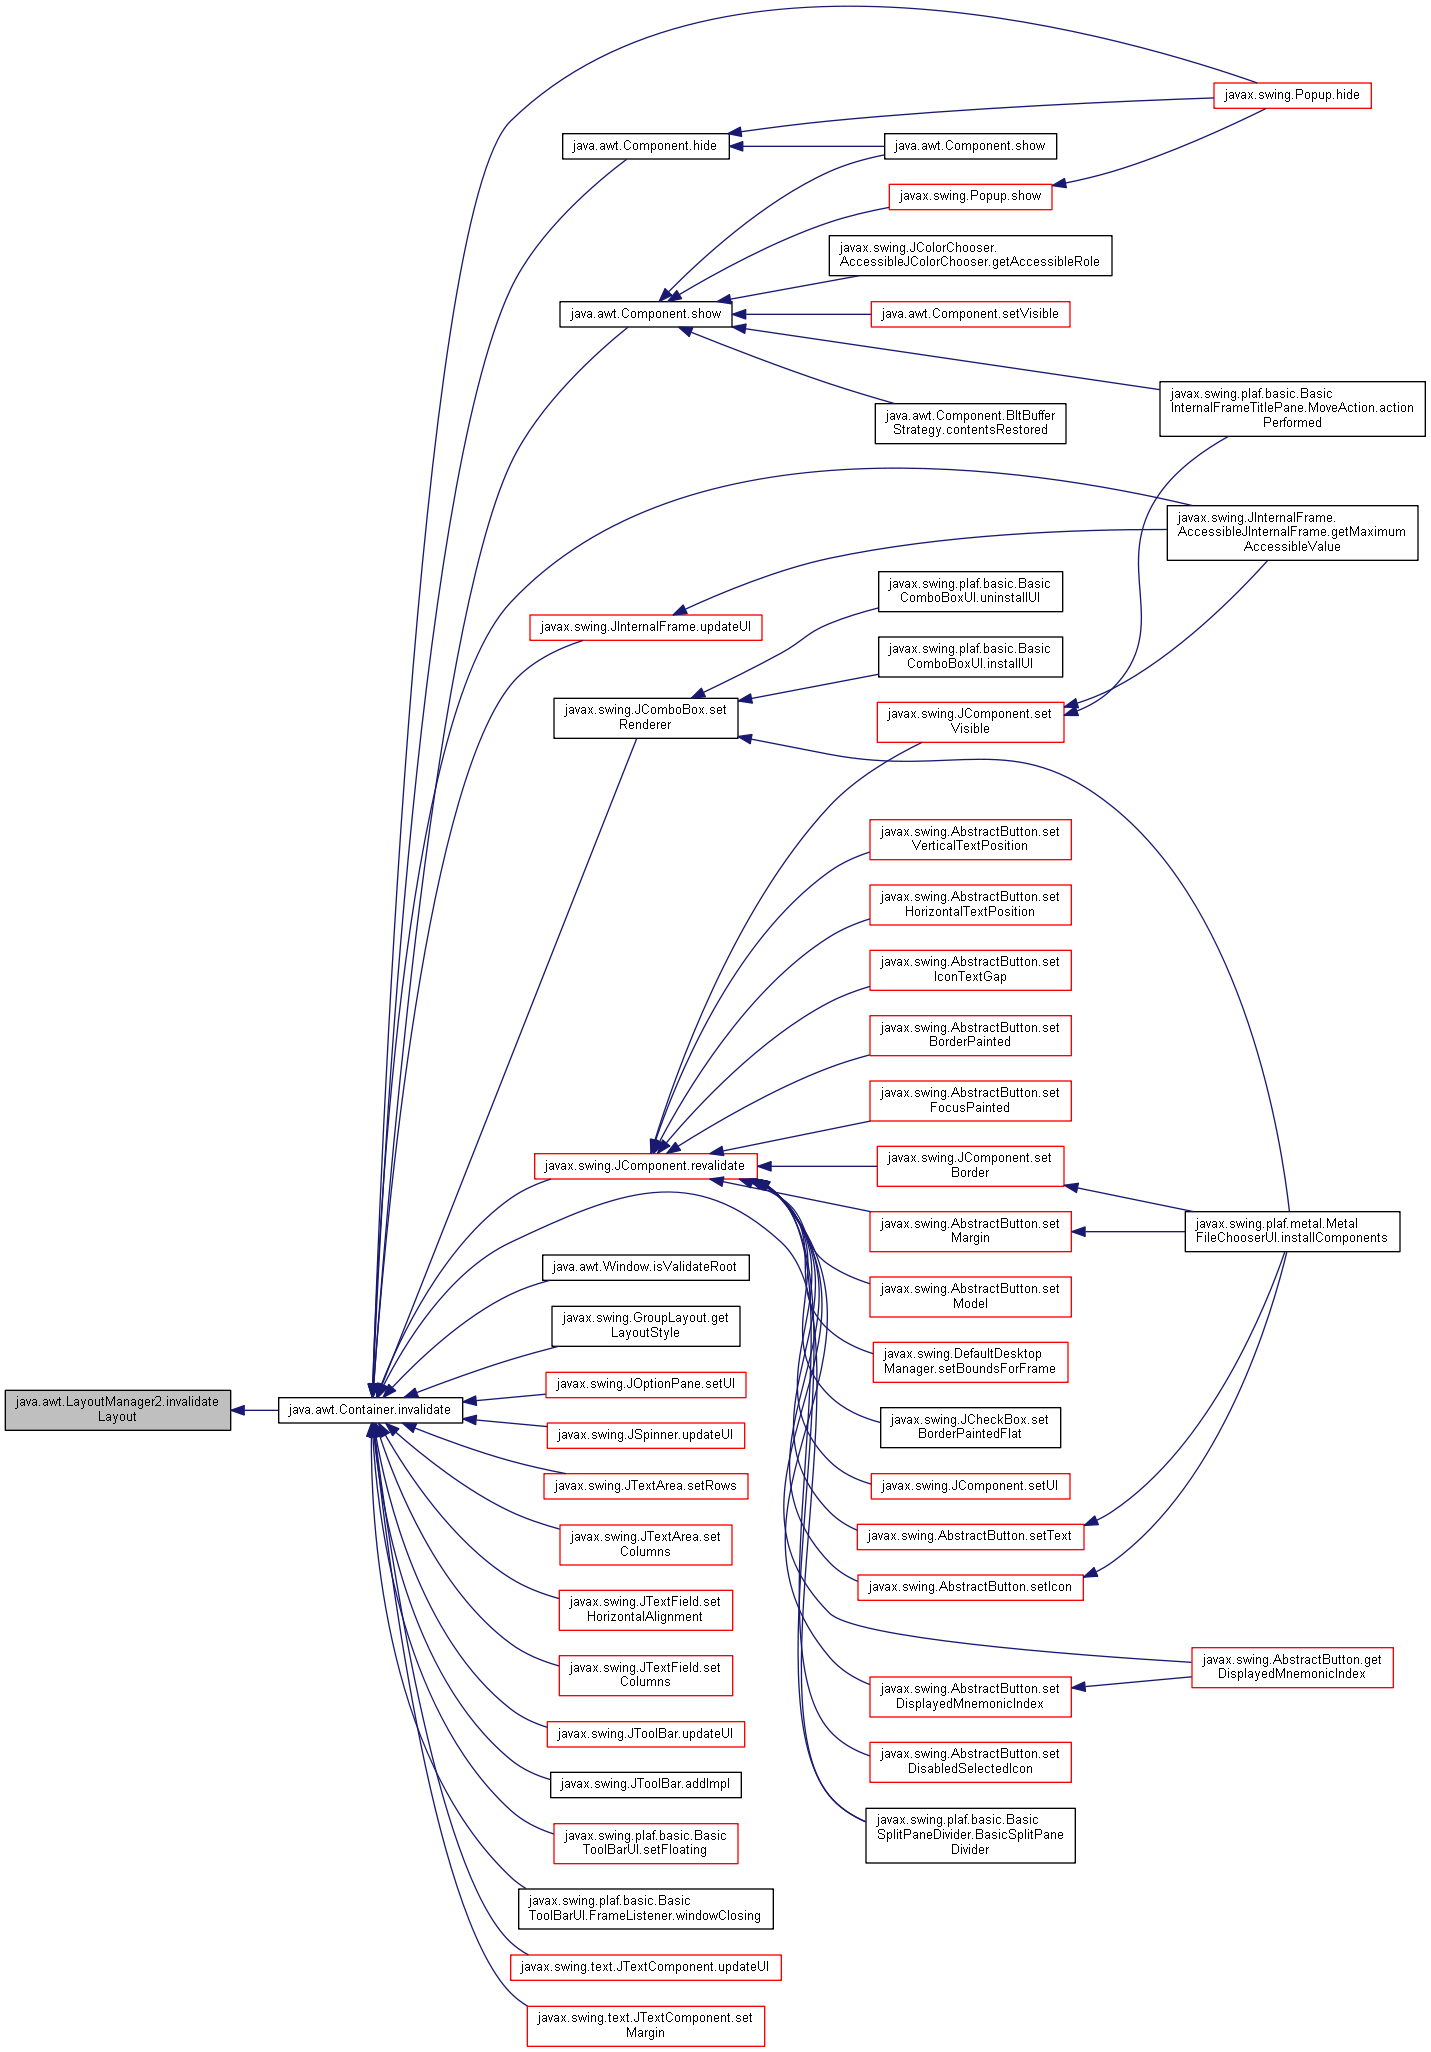 javax.swing.Popup.hide
java.awt.Component.hide
java.awt.Component.show
javax.swing.Popup.show
javax.swing.JColorChooser.
AccessibleJColorChooser.getAccessibleRole
java.awt.Component.show
java.awt.Component.setVisible
javax.swing.plaf.basic.Basic
InternalFrameTitlePane.MoveAction.action
Performed
java.awt.Component.BltBuffer
Strategy.contentsRestored
javax.swing.JInternalFrame.
AccessibleJInternalFrame.getMaximum
AccessibleValue
javax.swing.plaf.basic.Basic
ComboBoxUI.uninstallUI
javax.swing.JInternalFrame.updateUI
javax.swing.plaf.basic.Basic
ComboBoxUI.installUI
javax.swing.JComboBox.set
Renderer
javax.swing.JComponent.set
Visible
javax.swing.AbstractButton.set
VerticalTextPosition
javax.swing.AbstractButton.set
HorizontalTextPosition
javax.swing.AbstractButton.set
IconTextGap
javax.swing.AbstractButton.set
BorderPainted
javax.swing.AbstractButton.set
FocusPainted
javax.swing.JComponent.revalidate
javax.swing.JComponent.set
Border
javax.swing.AbstractButton.set
Margin
javax.swing.plaf.metal.Metal
FileChooserUI.installComponents
java.awt.Window.isValidateRoot
javax.swing.AbstractButton.set
Model
javax.swing.GroupLayout.get
LayoutStyle
javax.swing.DefaultDesktop
Manager.setBoundsForFrame
javax.swing.JOptionPane.setUI
java.awt.LayoutManager2.invalidate
Layout
java.awt.Container.invalidate
javax.swing.JCheckBox.set
BorderPaintedFlat
javax.swing.JSpinner.updateUI
javax.swing.JTextArea.setRows
javax.swing.JComponent.setUI
javax.swing.JTextArea.set
Columns
javax.swing.AbstractButton.setText
javax.swing.AbstractButton.setIcon
javax.swing.JTextField.set
HorizontalAlignment
javax.swing.JTextField.set
Columns
javax.swing.AbstractButton.get
DisplayedMnemonicIndex
javax.swing.AbstractButton.set
DisplayedMnemonicIndex
javax.swing.JToolBar.updateUI
javax.swing.AbstractButton.set
DisabledSelectedIcon
javax.swing.JToolBar.addImpl
javax.swing.plaf.basic.Basic
ToolBarUI.setFloating
javax.swing.plaf.basic.Basic
SplitPaneDivider.BasicSplitPane
Divider
javax.swing.plaf.basic.Basic
ToolBarUI.FrameListener.windowClosing
javax.swing.text.JTextComponent.updateUI
javax.swing.text.JTextComponent.set
Margin